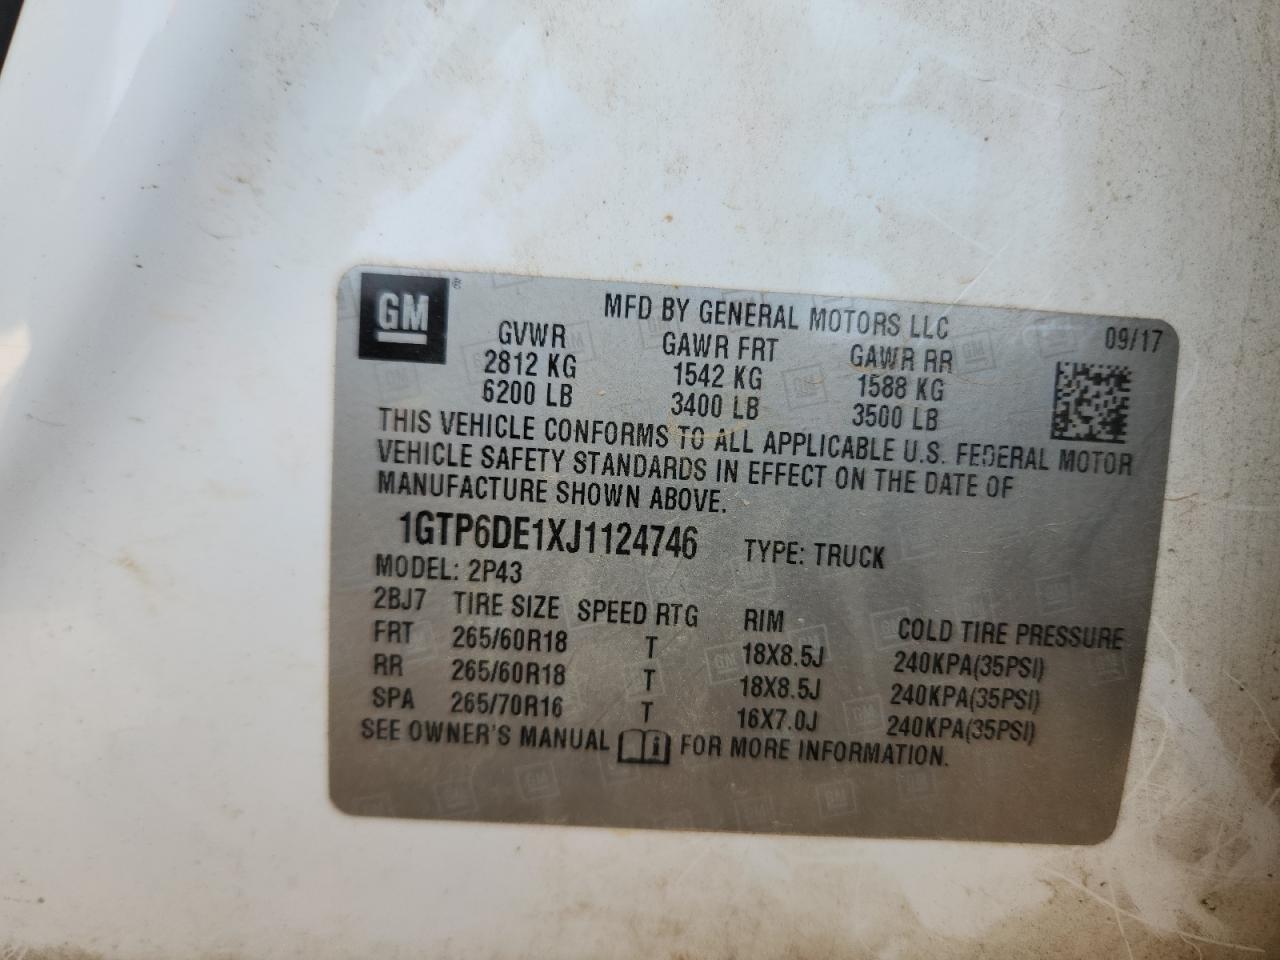 GM ®
MFD BY GENERAL MOTORS LLC 09/17
GVWR GAWR FRT GAWR RR
2812 KG 1542 KG 1588 KG
6200 LB 3400 LB 3500 LB
THIS VEHICLE CONFORMS TO ALL APPLICABLE U.S. FEDERAL MOTOR
VEHICLE SAFETY STANDARDS IN EFFECT ON THE DATE OF
MANUFACTURE SHOWN ABOVE.
1GTP6DE1XJ1124746 TYPE: TRUCK
MODEL: 2P43
2BJ7 TIRE SIZE SPEED RTG RIM COLD TIRE PRESSURE
FRT 265/60R18 T 18X8.5J 240KPA(35PSI)
RR 265/60R18 T 18X8.5J 240KPA(35PSI)
SPA 265/70R16 T 16X7.0J 240KPA(35PSI)
SEE OWNER'S MANUAL FOR MORE INFORMATION.